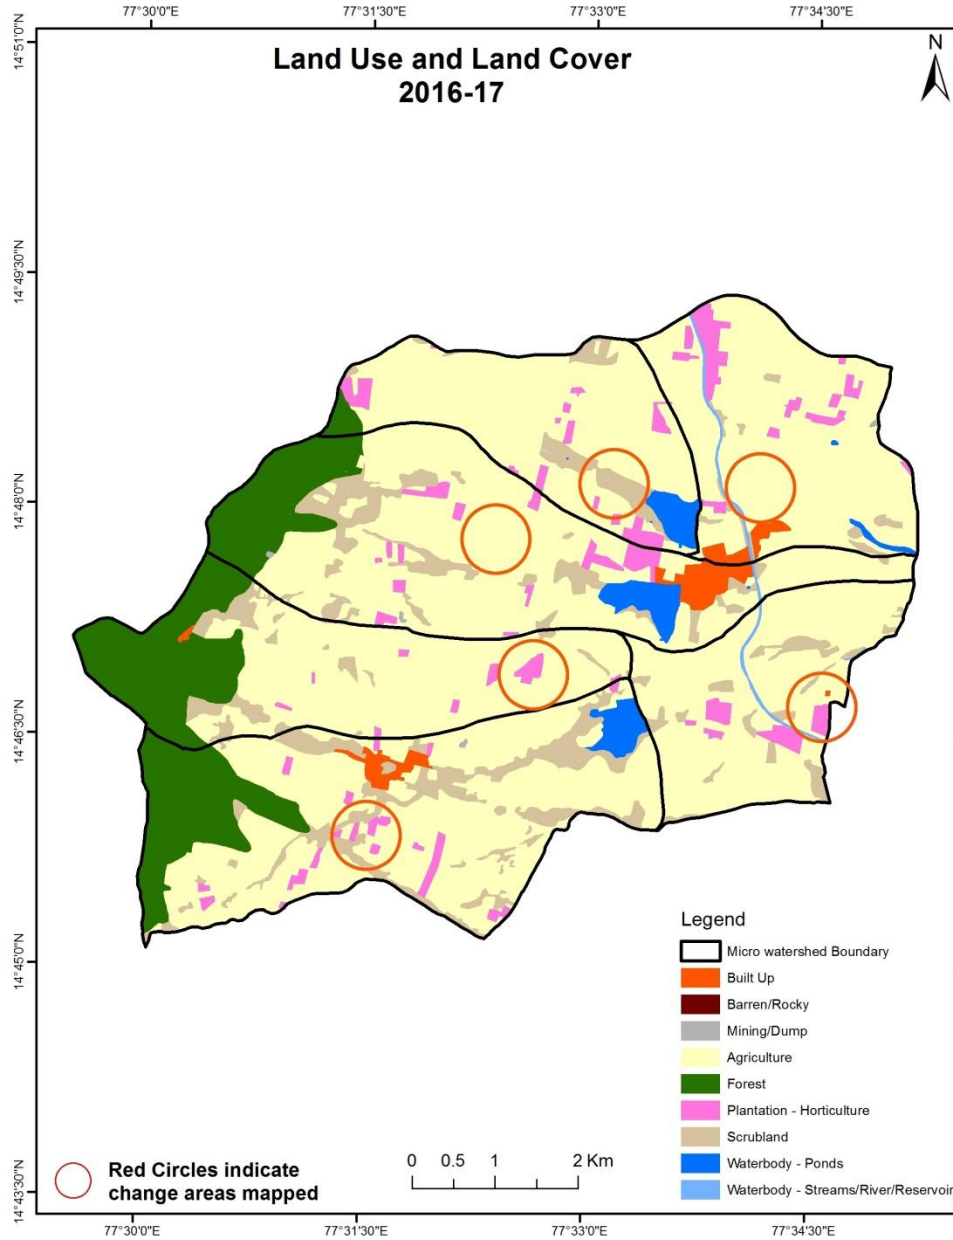 77°30'0"E 77°31'30"E 77°33'0"E 77°34'30"E
14°51'0"N
Land Use and Land Cover
2016-17
N
14°49'30"N
14°48'0"N
14°46'30"N
14°45'0"N
14°43'30"N
Legend
Micro watershed Boundary
Built Up
Barren/Rocky
Mining/Dump
Agriculture
Forest
Plantation - Horticulture
Scrubland
Waterbody - Ponds
Waterbody - Streams/River/Reservoir
Red Circles indicate
change areas mapped
0 0.5 1 2 Km
77°30'0"E 77°31'30"E 77°33'0"E 77°34'30"E